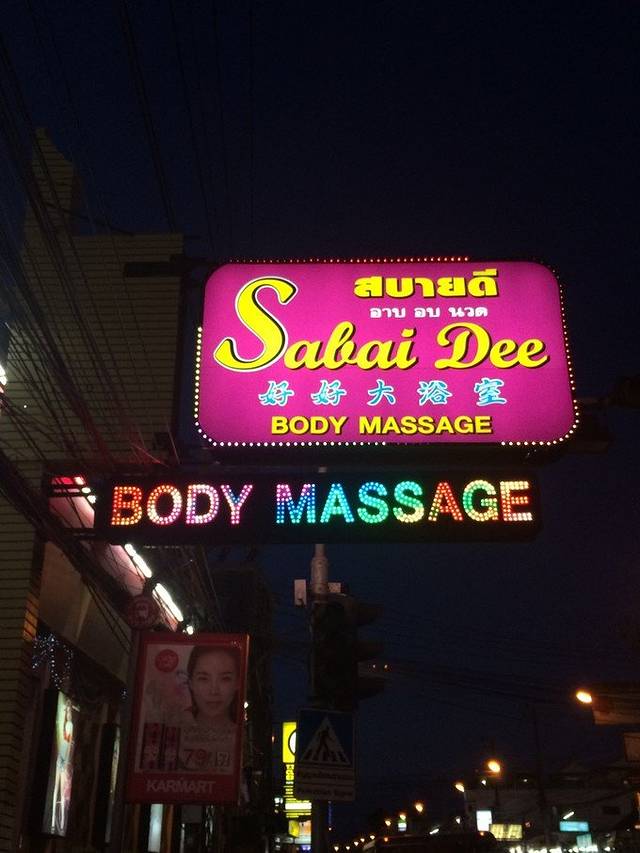 สบายดี
อาบ อบ นวด
Sabai Dee
好好大浴室
BODY MASSAGE
BODY MASSAGE
KARMART